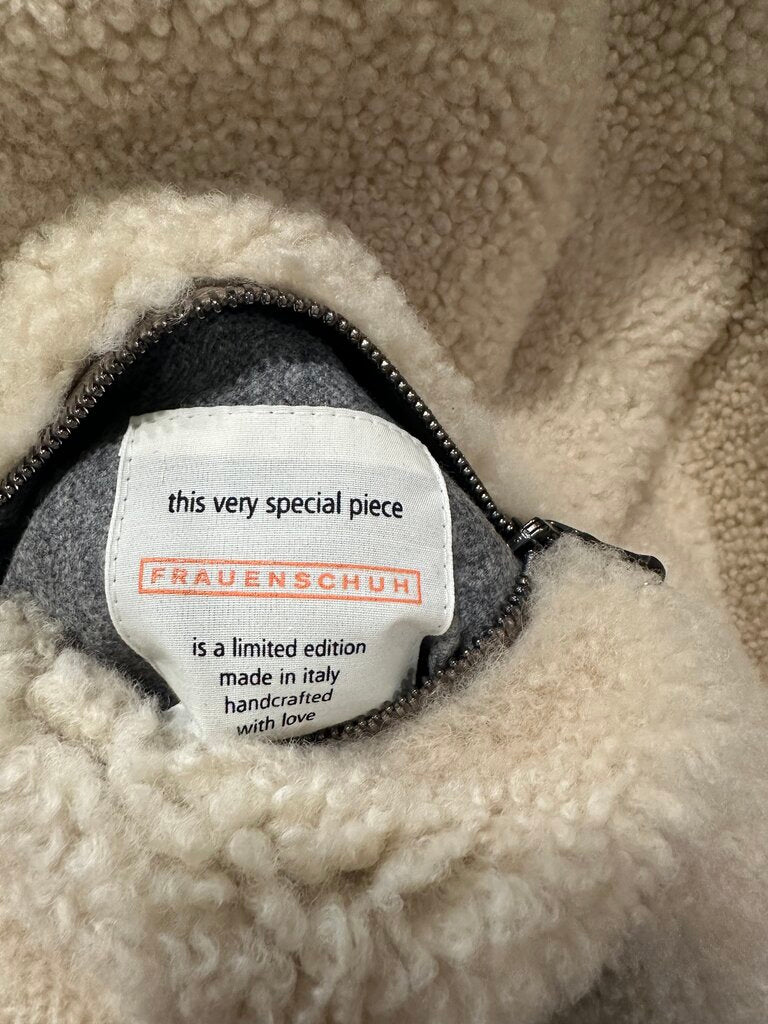 this very special piece
FRAUENSCHUH
is a limited edition
made in italy
handcrafted
with love